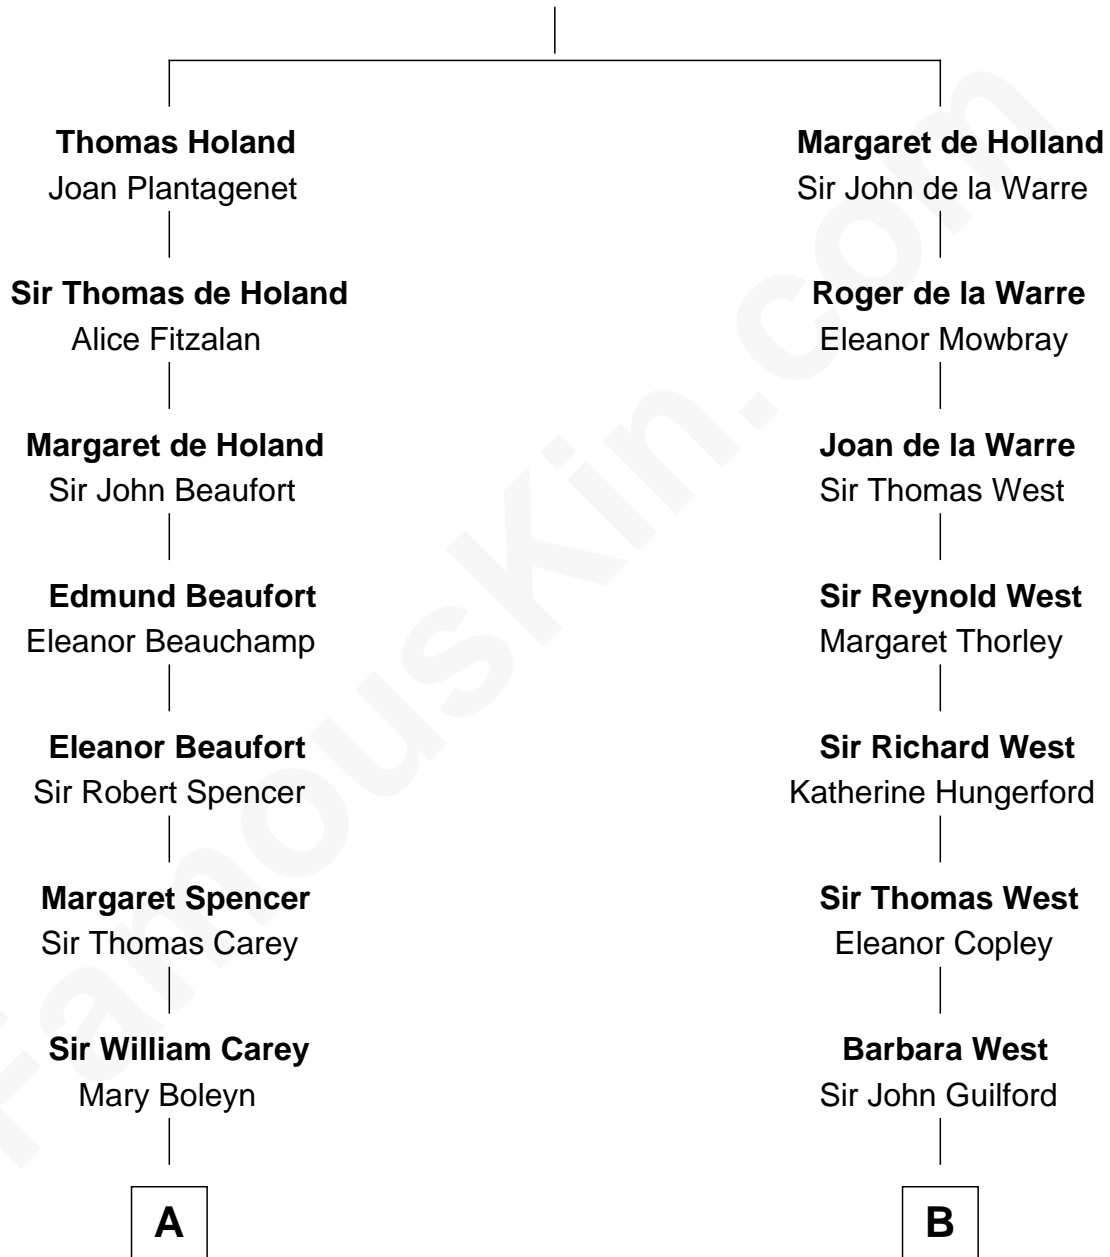 Thomas Holand
Joan Plantagenet
Sir Thomas de Holand
Alice Fitzalan
Margaret de Holand
Sir John Beaufort
Edmund Beaufort
Eleanor Beauchamp
Eleanor Beaufort
Sir Robert Spencer
Margaret Spencer
Sir Thomas Carey
Sir William Carey
Mary Boleyn
A
Margaret de Holland
Sir John de la Warre
Roger de la Warre
Eleanor Mowbray
Joan de la Warre
Sir Thomas West
Sir Reynold West
Margaret Thorley
Sir Richard West
Katherine Hungerford
Sir Thomas West
Eleanor Copley
Barbara West
Sir John Guilford
B
FamousKin.com